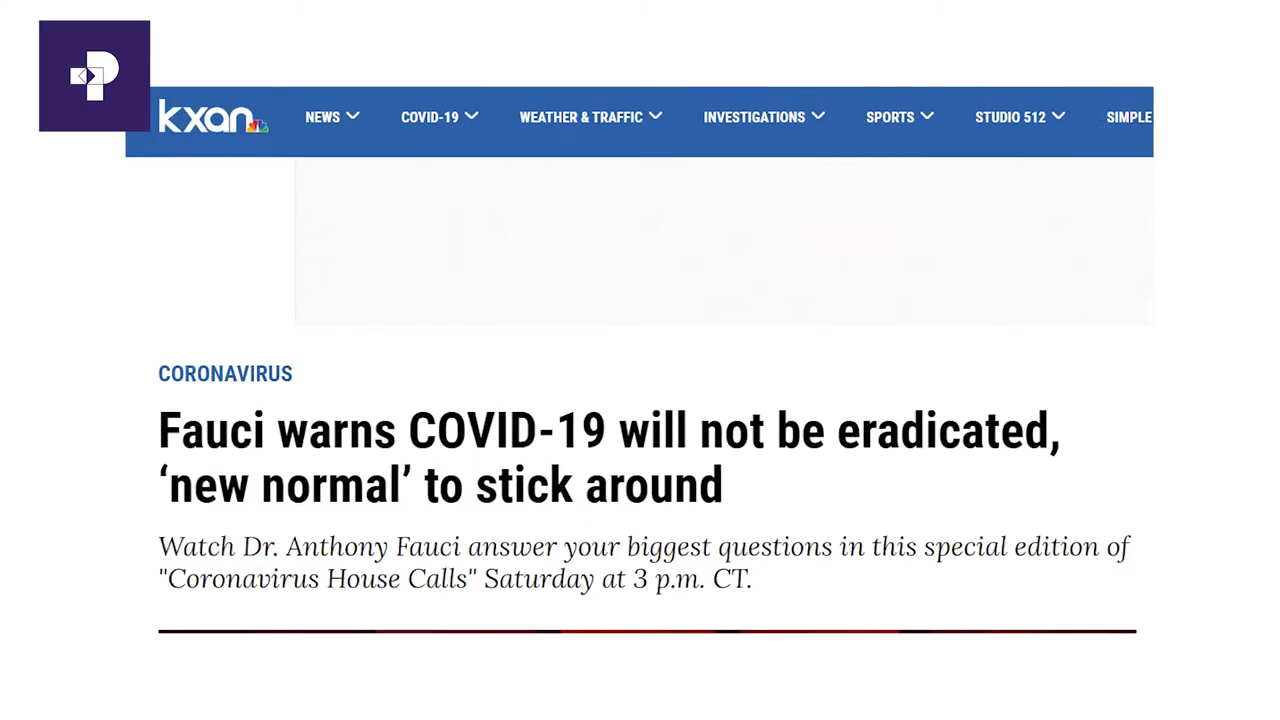 kxan
NEWS
COVID-19
WEATHER & TRAFFIC
INVESTIGATIONS
SPORTS
STUDIO 512
SIMPLE
CORONAVIRUS
Fauci warns COVID-19 will not be eradicated,
‘new normal’ to stick around
Watch Dr. Anthony Fauci answer your biggest questions in this special edition of
"Coronavirus House Calls" Saturday at 3 p.m. CT.